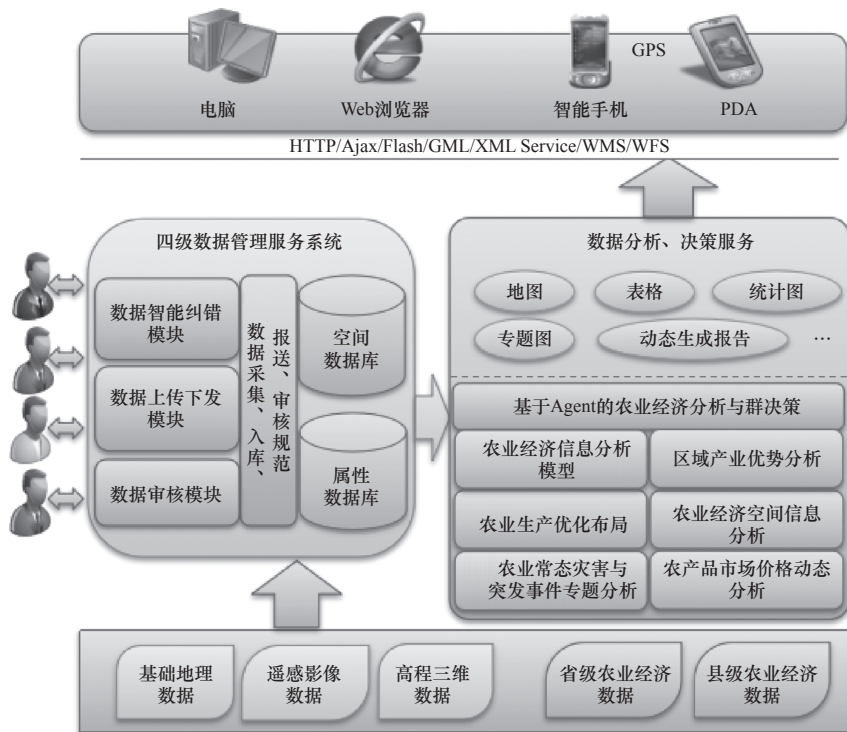 GPS
电脑
Web浏览器
智能手机
PDA
HTTP/Ajax/Flash/GML/XML Service/WMS/WFS
四级数据管理服务系统
数据智能纠错
模块
数据上传下发
模块
数据审核模块
数据采集、入库、
报送、审核规范
空间
数据库
属性
数据库
数据分析、决策服务
地图
表格
统计图
专题图
动态生成报告
…
基于Agent的农业经济分析与群决策
农业经济信息分析
模型
区域产业优势分析
农业生产优化布局
农业经济空间信息
分析
农业常态灾害与
突发事件专题分析
农产品市场价格动态
分析
基础地理
数据
遥感影像
数据
高程三维
数据
省级农业经济
数据
县级农业经济
数据